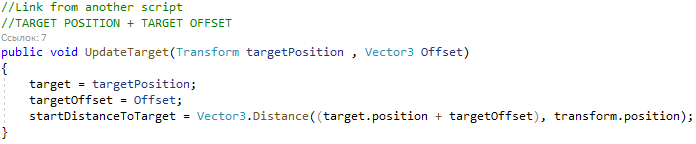 //Link from another script
//TARGET POSITION + TARGET OFFSET
Ссылок: 7
public void UpdateTarget(Transform targetPosition , Vector3 Offset)
{
target = targetPosition;
targetOffset = Offset;
startDistanceToTarget = Vector3.Distance((target.position + targetOffset), transform.position);
}